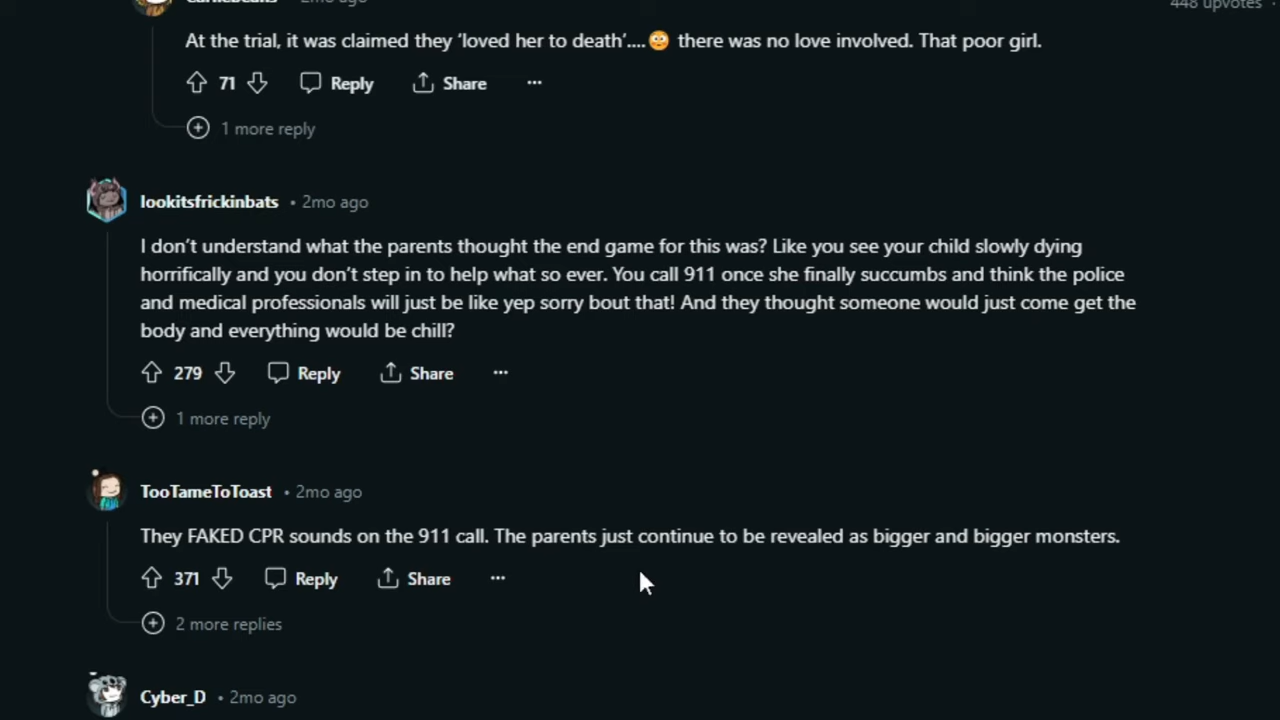 448 upvotes
2mo ago
At the trial, it was claimed they 'loved her to death'....😳 there was no love involved. That poor girl.
71 Reply Share ...
1 more reply
lookitsfrickinbats • 2mo ago
I don't understand what the parents thought the end game for this was? Like you see your child slowly dying
horrifically and you don't step in to help what so ever. You call 911 once she finally succumbs and think the police
and medical professionals will just be like yep sorry bout that! And they thought someone would just come get the
body and everything would be chill?
279 Reply Share ...
1 more reply
TooTameToToast • 2mo ago
They FAKED CPR sounds on the 911 call. The parents just continue to be revealed as bigger and bigger monsters.
371 Reply Share ...
2 more replies
Cyber_D • 2mo ago